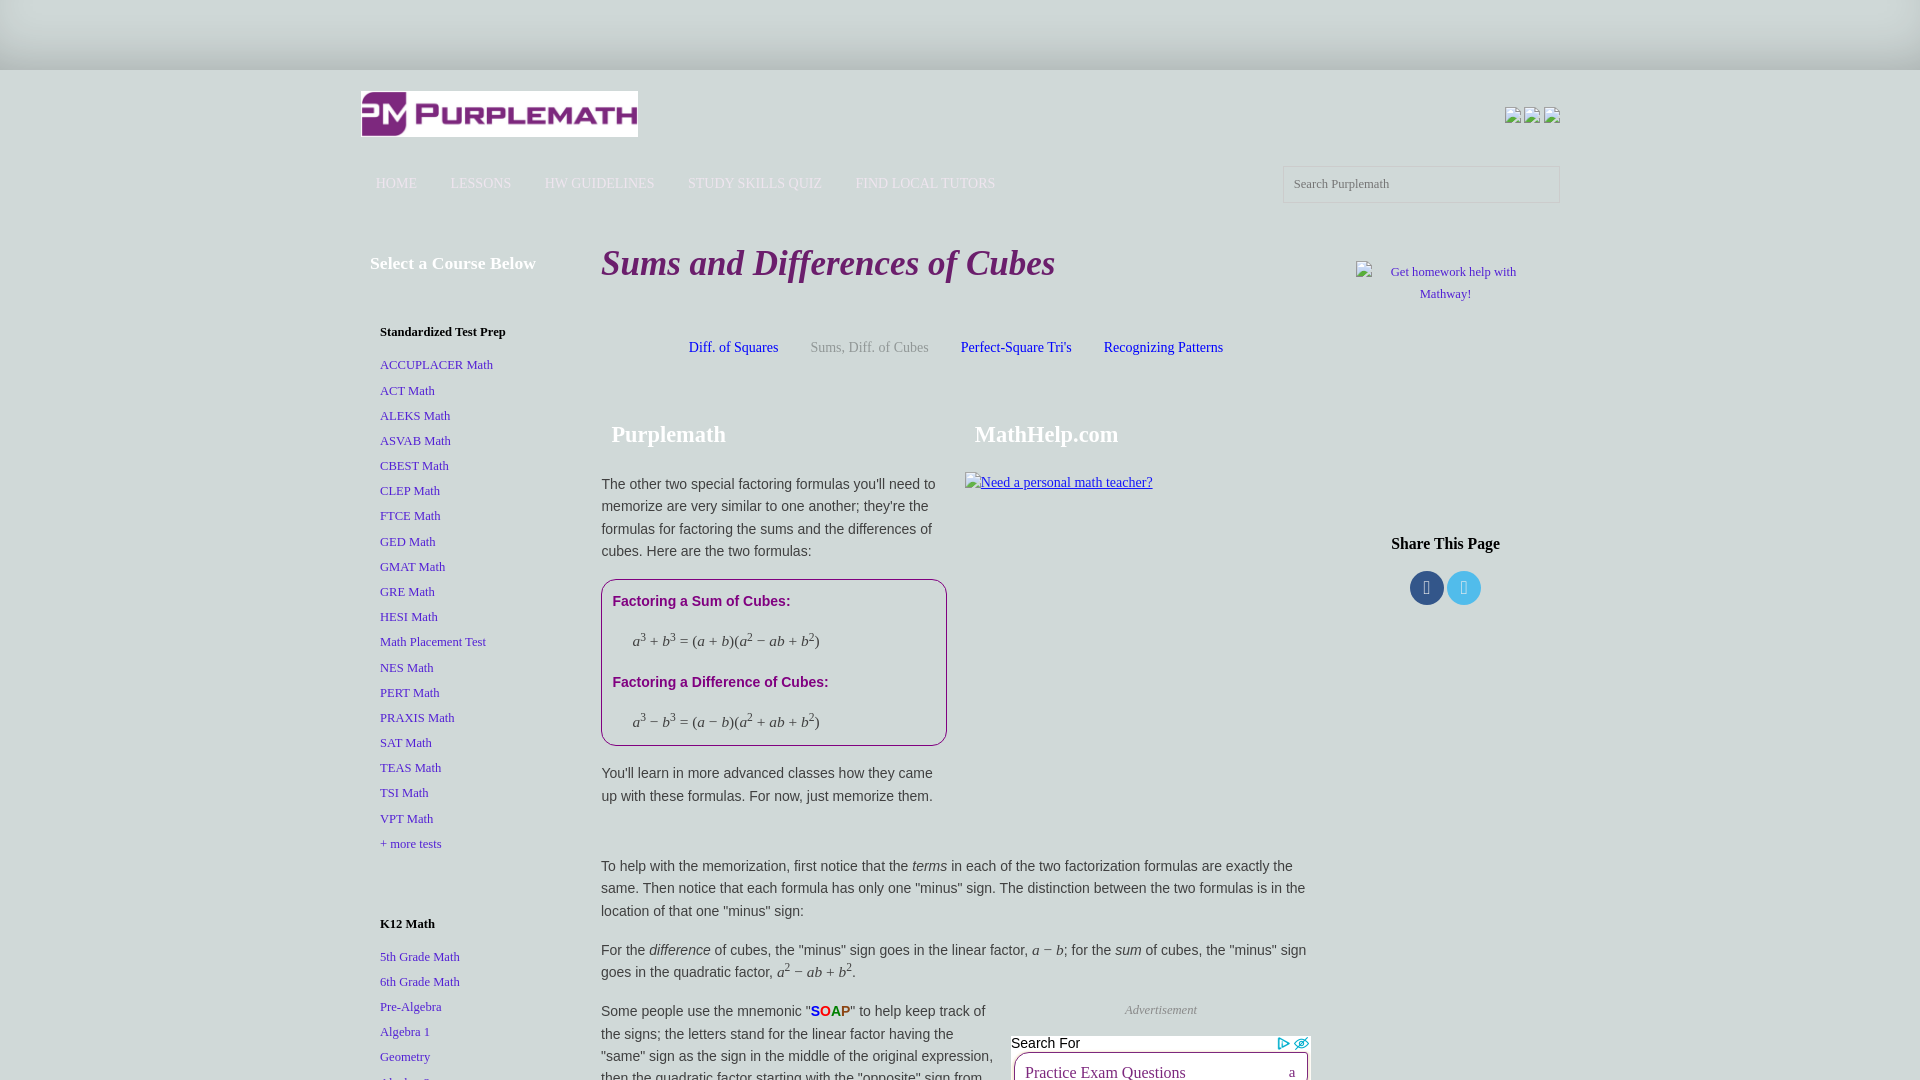 PM PURPLEMATH
HOME LESSONS HW GUIDELINES STUDY SKILLS QUIZ FIND LOCAL TUTORS
Search Purplemath
Select a Course Below
Standardized Test Prep
ACCUPLACER Math
ACT Math
ALEKS Math
ASVAB Math
CBEST Math
CLEP Math
FTCE Math
GED Math
GMAT Math
GRE Math
HESI Math
Math Placement Test
NES Math
PERT Math
PRAXIS Math
SAT Math
TEAS Math
TSI Math
VPT Math
+ more tests
K12 Math
5th Grade Math
6th Grade Math
Pre-Algebra
Algebra 1
Geometry
Sums and Differences of Cubes
Diff. of Squares Sums, Diff. of Cubes Perfect-Square Tri's Recognizing Patterns
Purplemath
The other two special factoring formulas you'll need to
memorize are very similar to one another; they're the
formulas for factoring the sums and the differences of
cubes. Here are the two formulas:
Factoring a Sum of Cubes:
a³ + b³ = (a + b)(a² − ab + b²)
Factoring a Difference of Cubes:
a³ − b³ = (a − b)(a² + ab + b²)
You'll learn in more advanced classes how they came
up with these formulas. For now, just memorize them.
MathHelp.com
Need a personal math teacher?
To help with the memorization, first notice that the terms in each of the two factorization formulas are exactly the
same. Then notice that each formula has only one "minus" sign. The distinction between the two formulas is in the
location of that one "minus" sign:
For the difference of cubes, the "minus" sign goes in the linear factor, a − b; for the sum of cubes, the "minus" sign
goes in the quadratic factor, a² − ab + b².
Some people use the mnemonic "SOAP" to help keep track of
the signs; the letters stand for the linear factor having the
"same" sign as the sign in the middle of the original expression,
then the quadratic factor starting with the "opposite" sign from
Advertisement
Search For
Practice Exam Questions a
Get homework help with
Mathway!
Share This Page